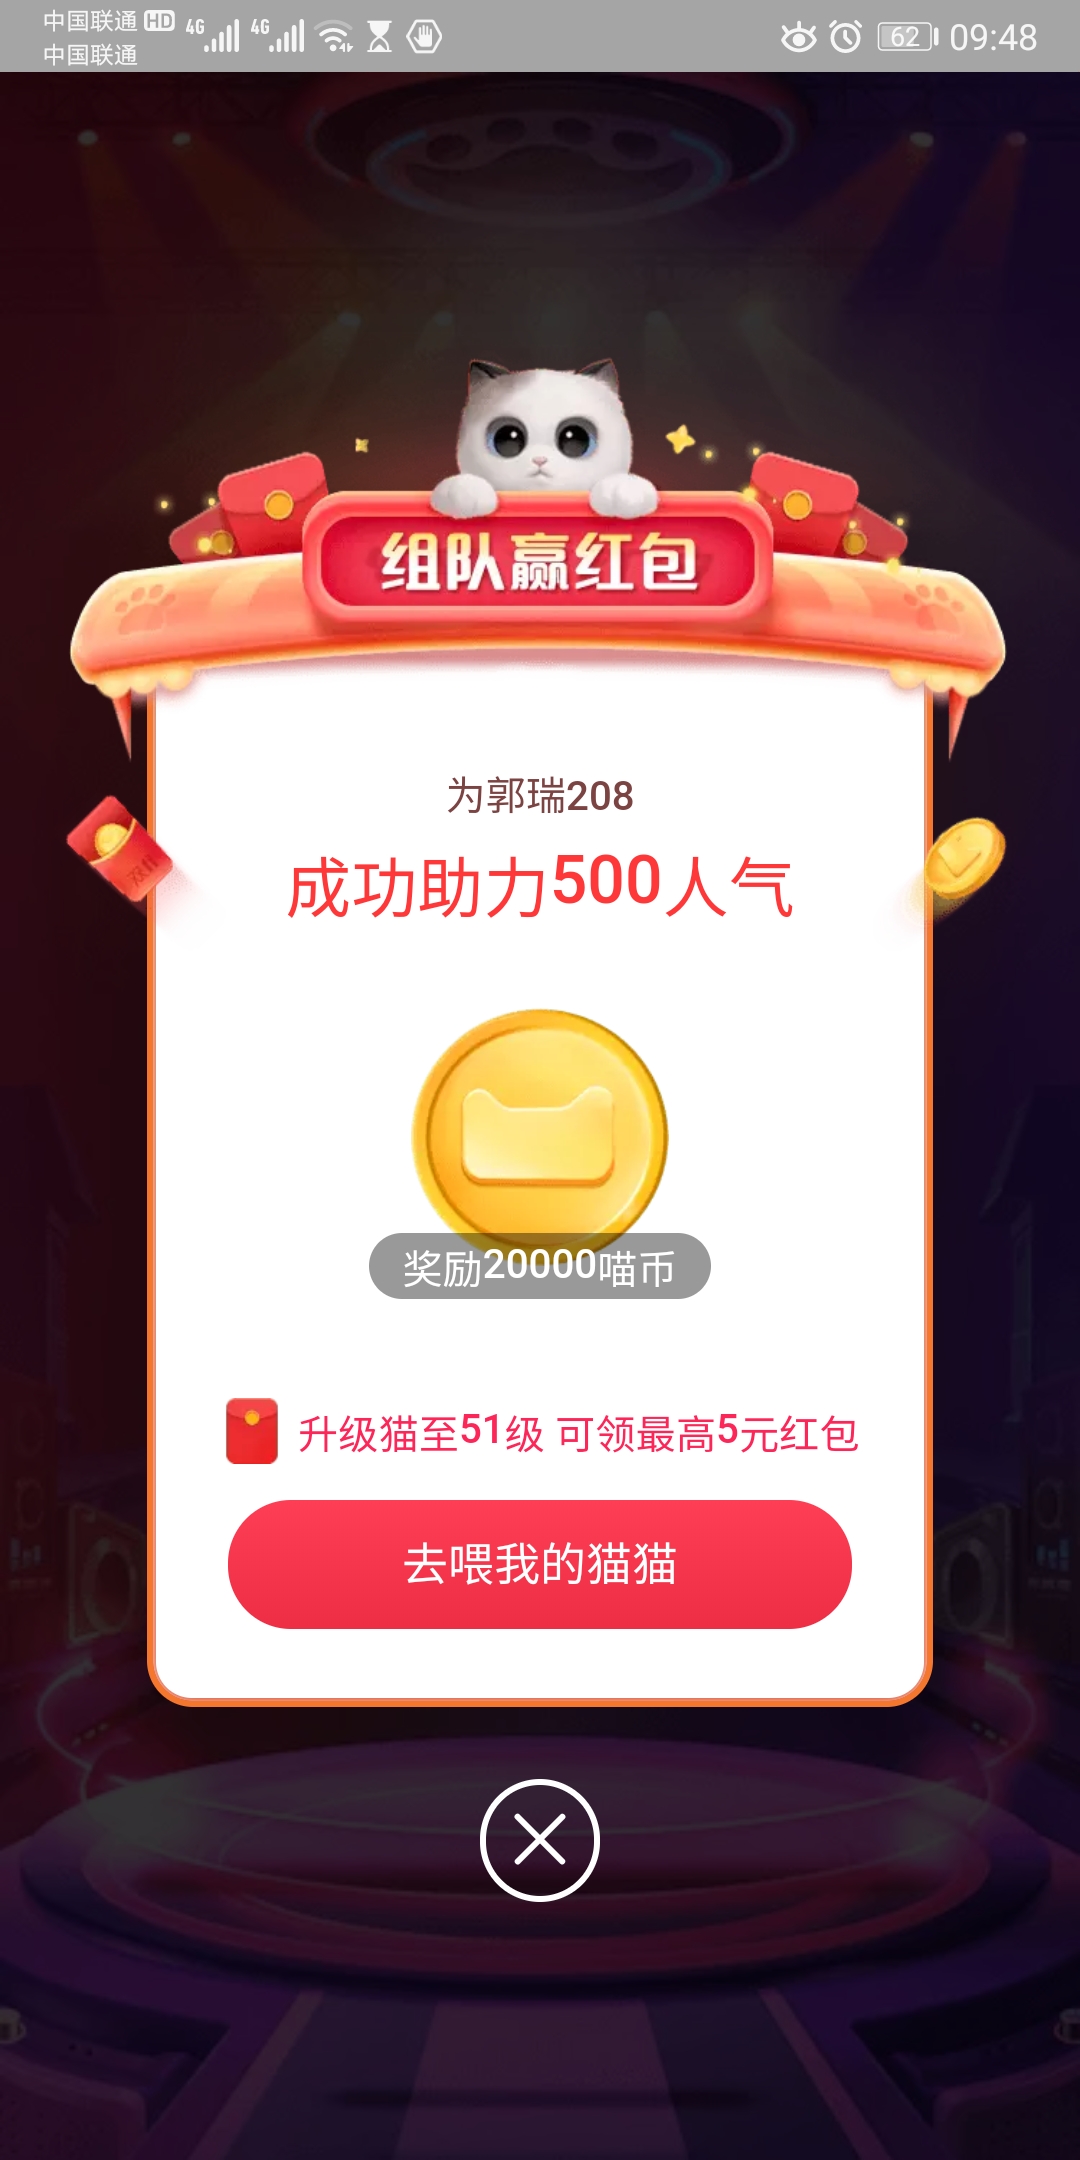 中国联通 HD 4G 4G 62 09:48
中国联通
组队赢红包
为郭瑞208
成功助力500人气
奖励20000喵币
升级猫至51级 可领最高5元红包
去喂我的猫猫